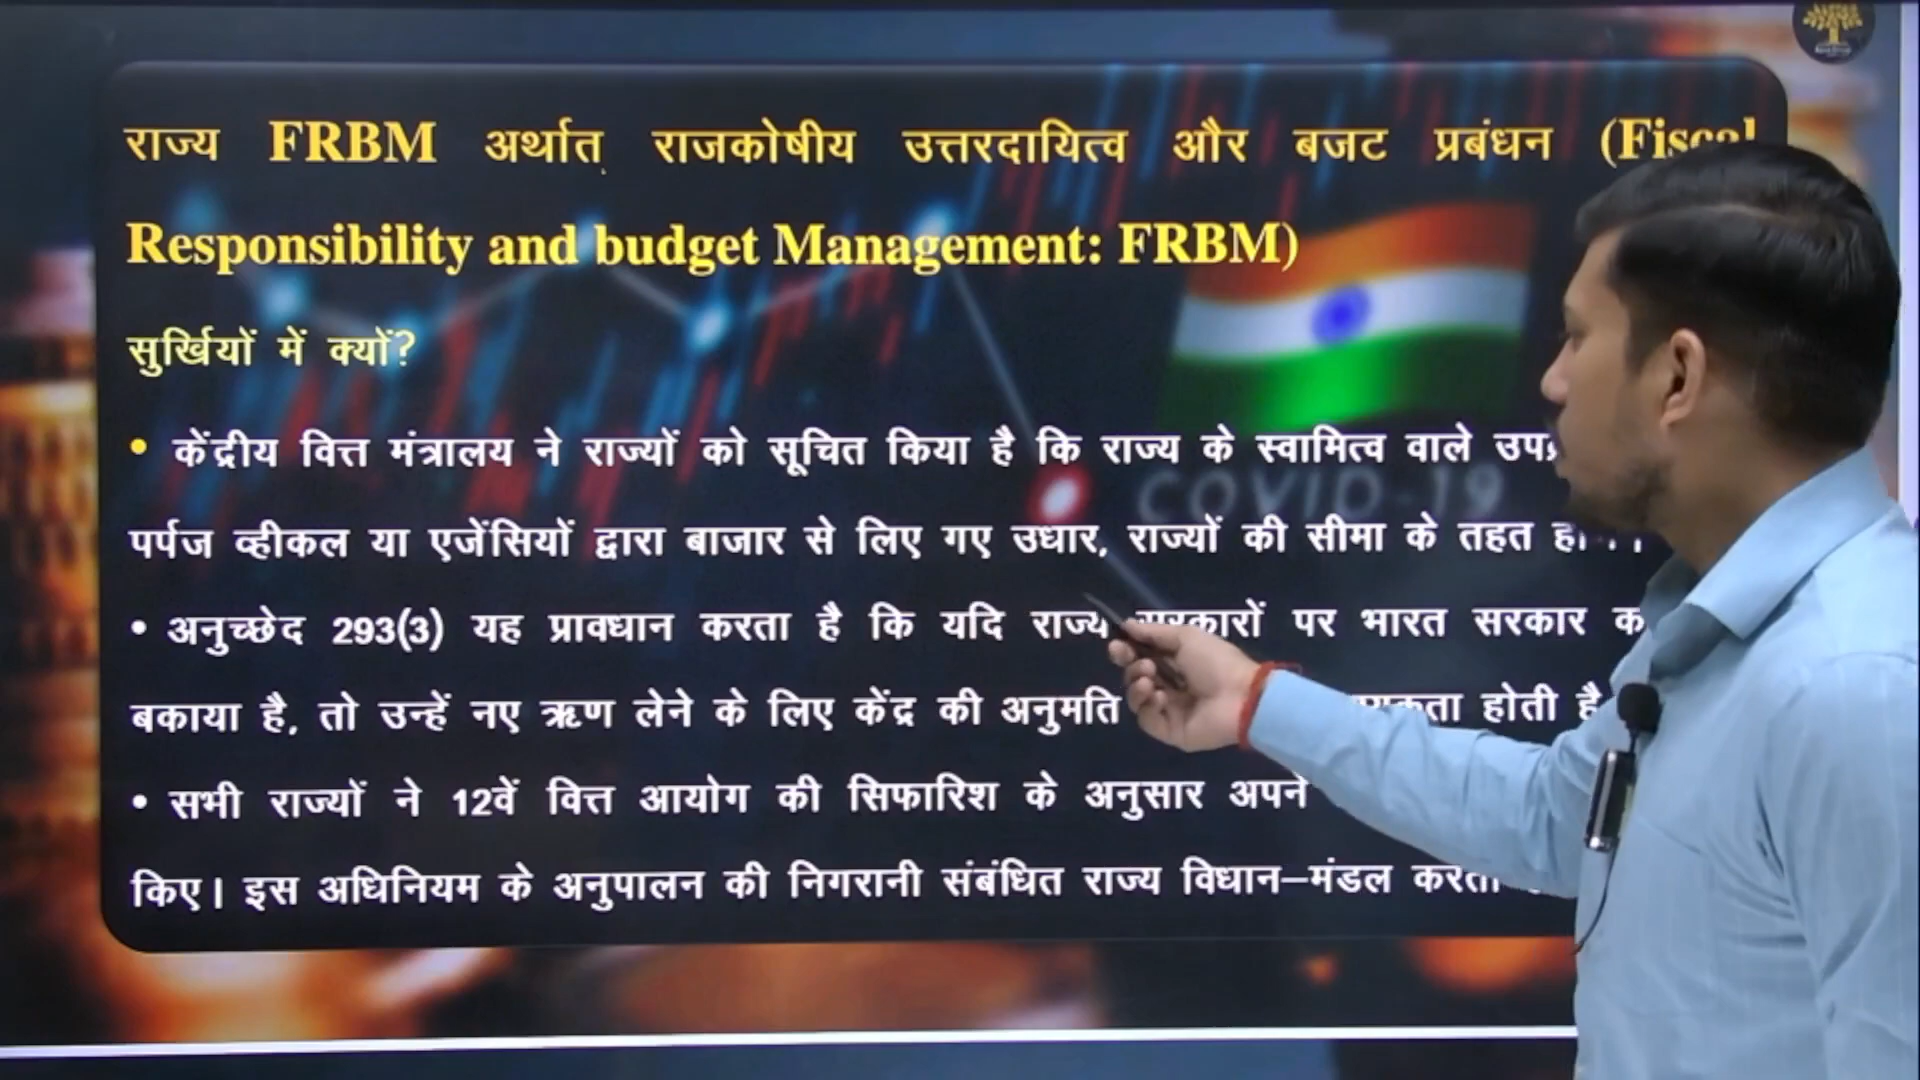 राज्य FRBM अर्थात् राजकोषीय उत्तरदायित्व और बजट प्रबंधन (Fiscal
Responsibility and budget Management: FRBM)
सुर्खियों में क्यों?
• केंद्रीय वित्त मंत्रालय ने राज्यों को सूचित किया है कि राज्य के स्वामित्व वाले
COVID-19
पर्पज व्हीकल या एजेंसियों द्वारा बाजार से लिए गए उधार, राज्यों की सीमा के तहत
• अनुच्छेद 293(3) यह प्रावधान करता है कि यदि राज्य सरकारों पर भारत सरकार
बकाया है, तो उन्हें नए ऋण लेने के लिए केंद्र की अनुमति होती है
• सभी राज्यों ने 12वें वित्त आयोग की सिफारिश के अनुसार अपने
किए। इस अधिनियम के अनुपालन की निगरानी संबंधित राज्य विधान–मंडल